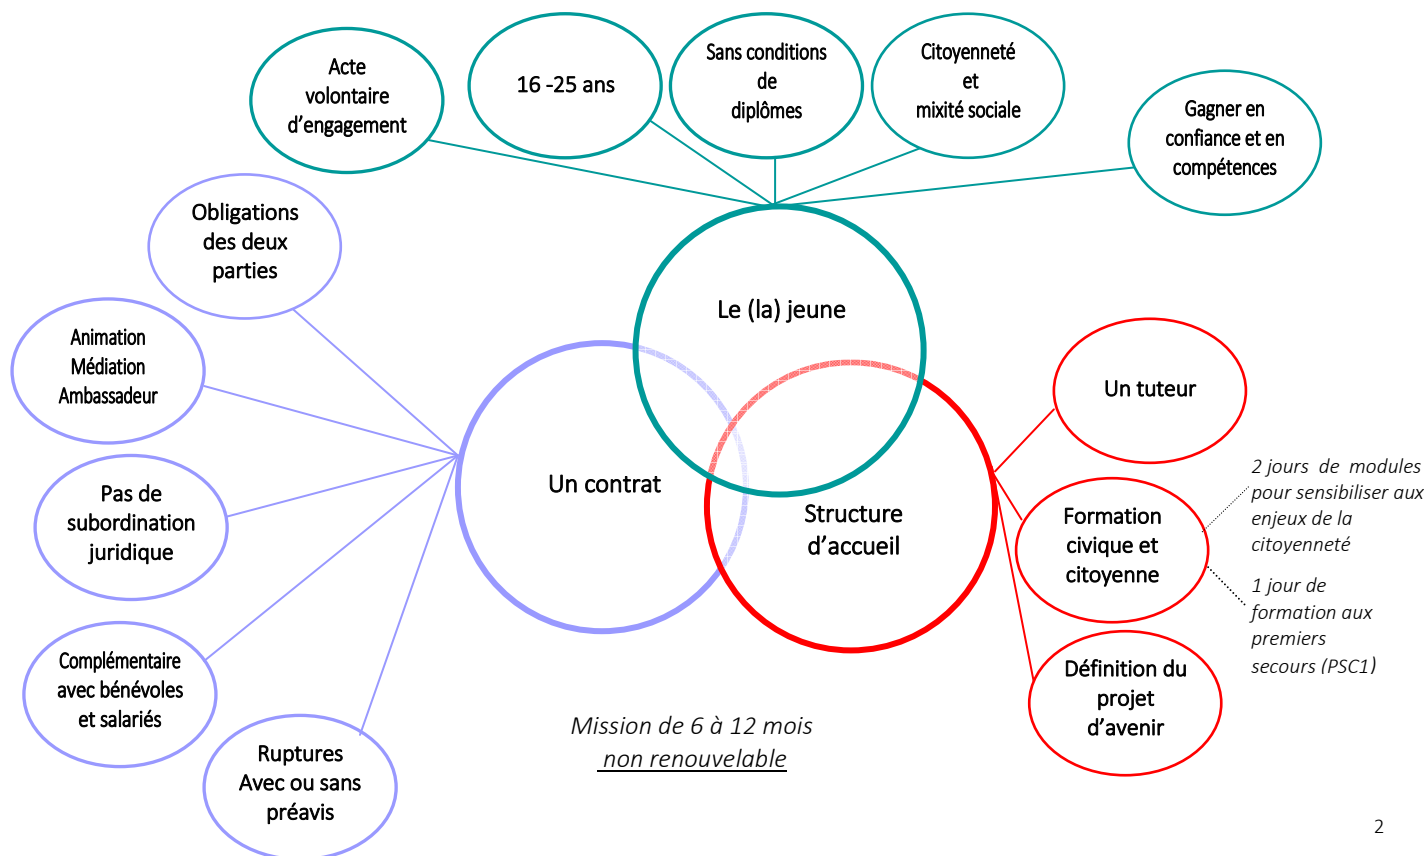 Acte
volontaire
d’engagement
16 -25 ans
Sans conditions
de
diplômes
Citoyenneté
et
mixité sociale
Gagner en
confiance et en
compétences
Obligations
des deux
parties
Animation
Médiation
Ambassadeur
Pas de
subordination
juridique
Complémentaire
avec bénévoles
et salariés
Ruptures
Avec ou sans
préavis
Le (la) jeune
Un contrat
Structure
d’accueil
Un tuteur
Formation
civique et
citoyenne
Définition du
projet
d’avenir
2 jours de modules
pour sensibiliser aux
enjeux de la
citoyenneté
1 jour de
formation aux
premiers
secours (PSC1)
Mission de 6 à 12 mois
non renouvelable
2